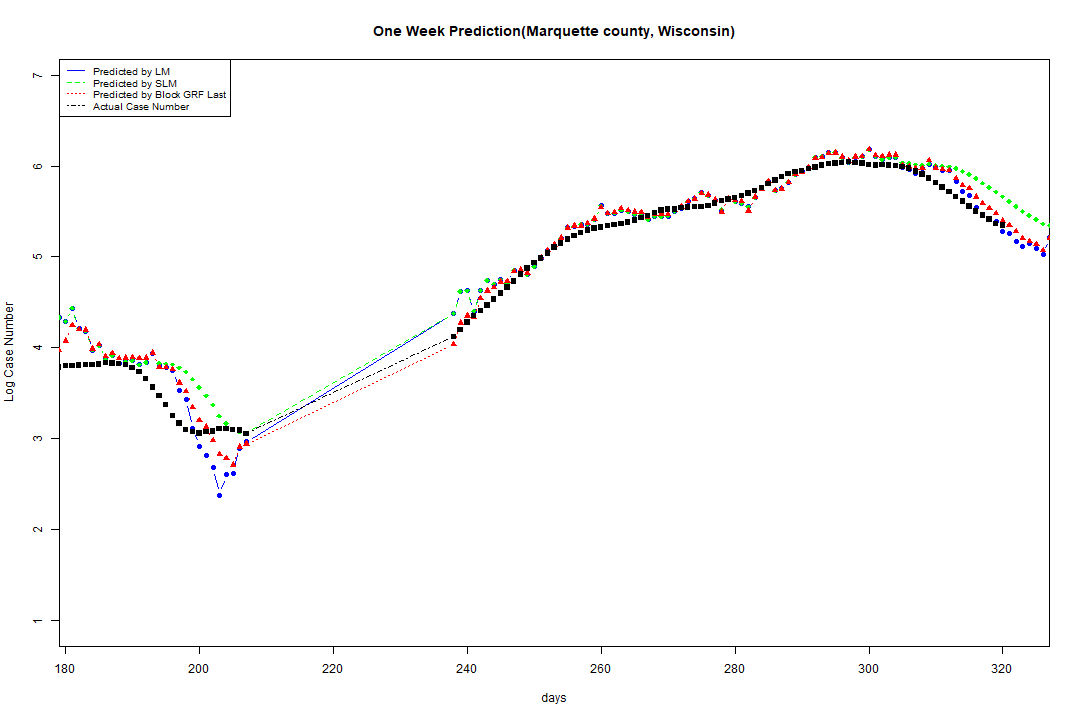 One Week Prediction(Marquette county, Wisconsin)
Predicted by LM
Predicted by SLM
Predicted by Block GRF Last
Actual Case Number
7
6
5
4
3
2
1
Log Case Number
180 200 220 240 260 280 300 320
days